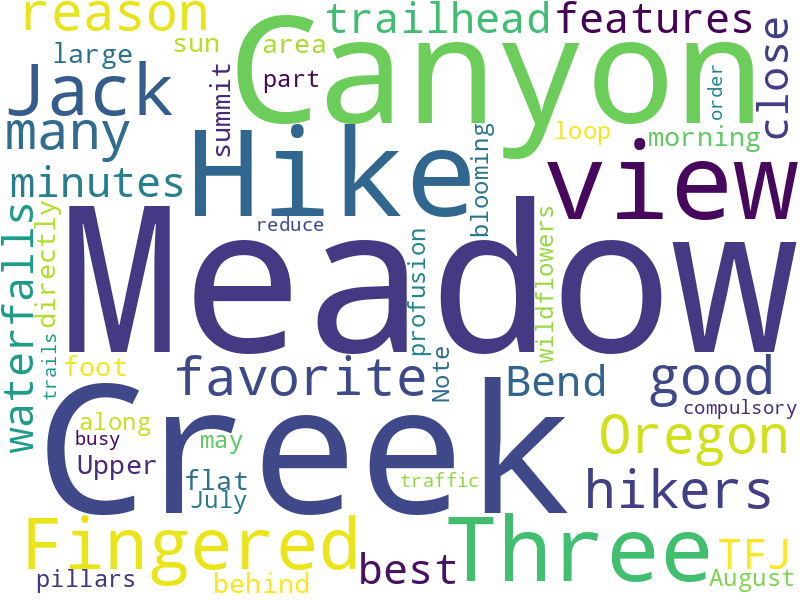 reason
Canyon
trailhead
features
large
sun
area
close
Jack
summit
part
order
many
Hike
blooming
loop
morning
view
minutes
waterfalls
directly
reduce
Meadow
profusion
wildflowers
trails
foot
favorite
Note
Bend
good
compulsory
Creek
along
busy
may
Upper
flat
July
traffic
Oregon
hikers
Fingered
Three
best
TFJ
pillars
behind
August